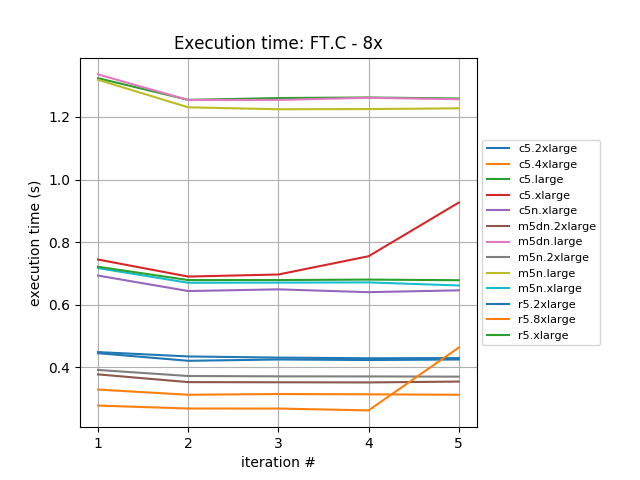 Execution time: FT.C - 8x
execution time (s)
1.2
1.0
0.8
0.6
0.4
1 2 3 4 5
iteration #
c5.2xlarge
c5.4xlarge
c5.large
c5.xlarge
c5n.xlarge
m5dn.2xlarge
m5dn.large
m5n.2xlarge
m5n.large
m5n.xlarge
r5.2xlarge
r5.8xlarge
r5.xlarge